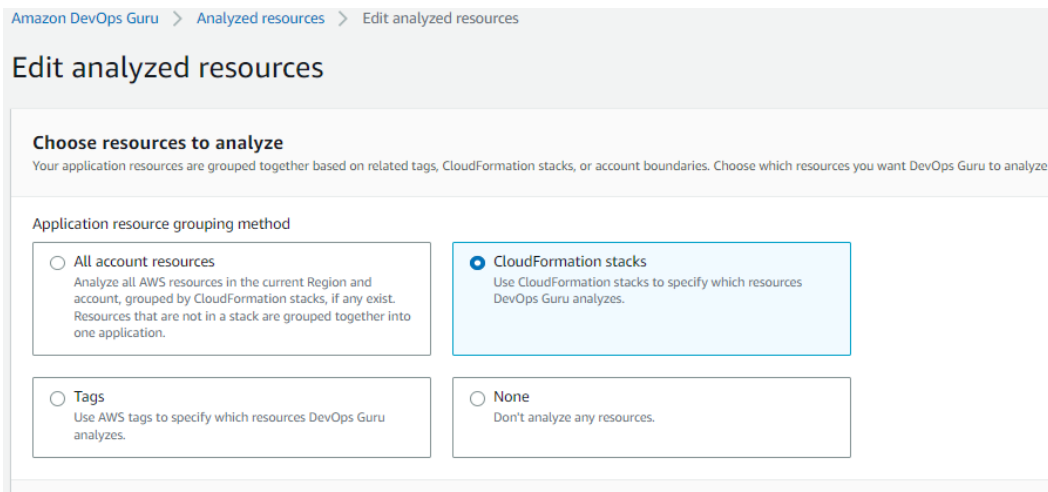 Amazon DevOps Guru > Analyzed resources > Edit analyzed resources
Edit analyzed resources
Choose resources to analyze
Your application resources are grouped together based on related tags, CloudFormation stacks, or account boundaries. Choose which resources you want DevOps Guru to analyze
Application resource grouping method
All account resources
Analyze all AWS resources in the current Region and
account, grouped by CloudFormation stacks, if any exist.
Resources that are not in a stack are grouped together into
one application.
CloudFormation stacks
Use CloudFormation stacks to specify which resources
DevOps Guru analyzes.
Tags
Use AWS tags to specify which resources DevOps Guru
analyzes.
None
Don't analyze any resources.